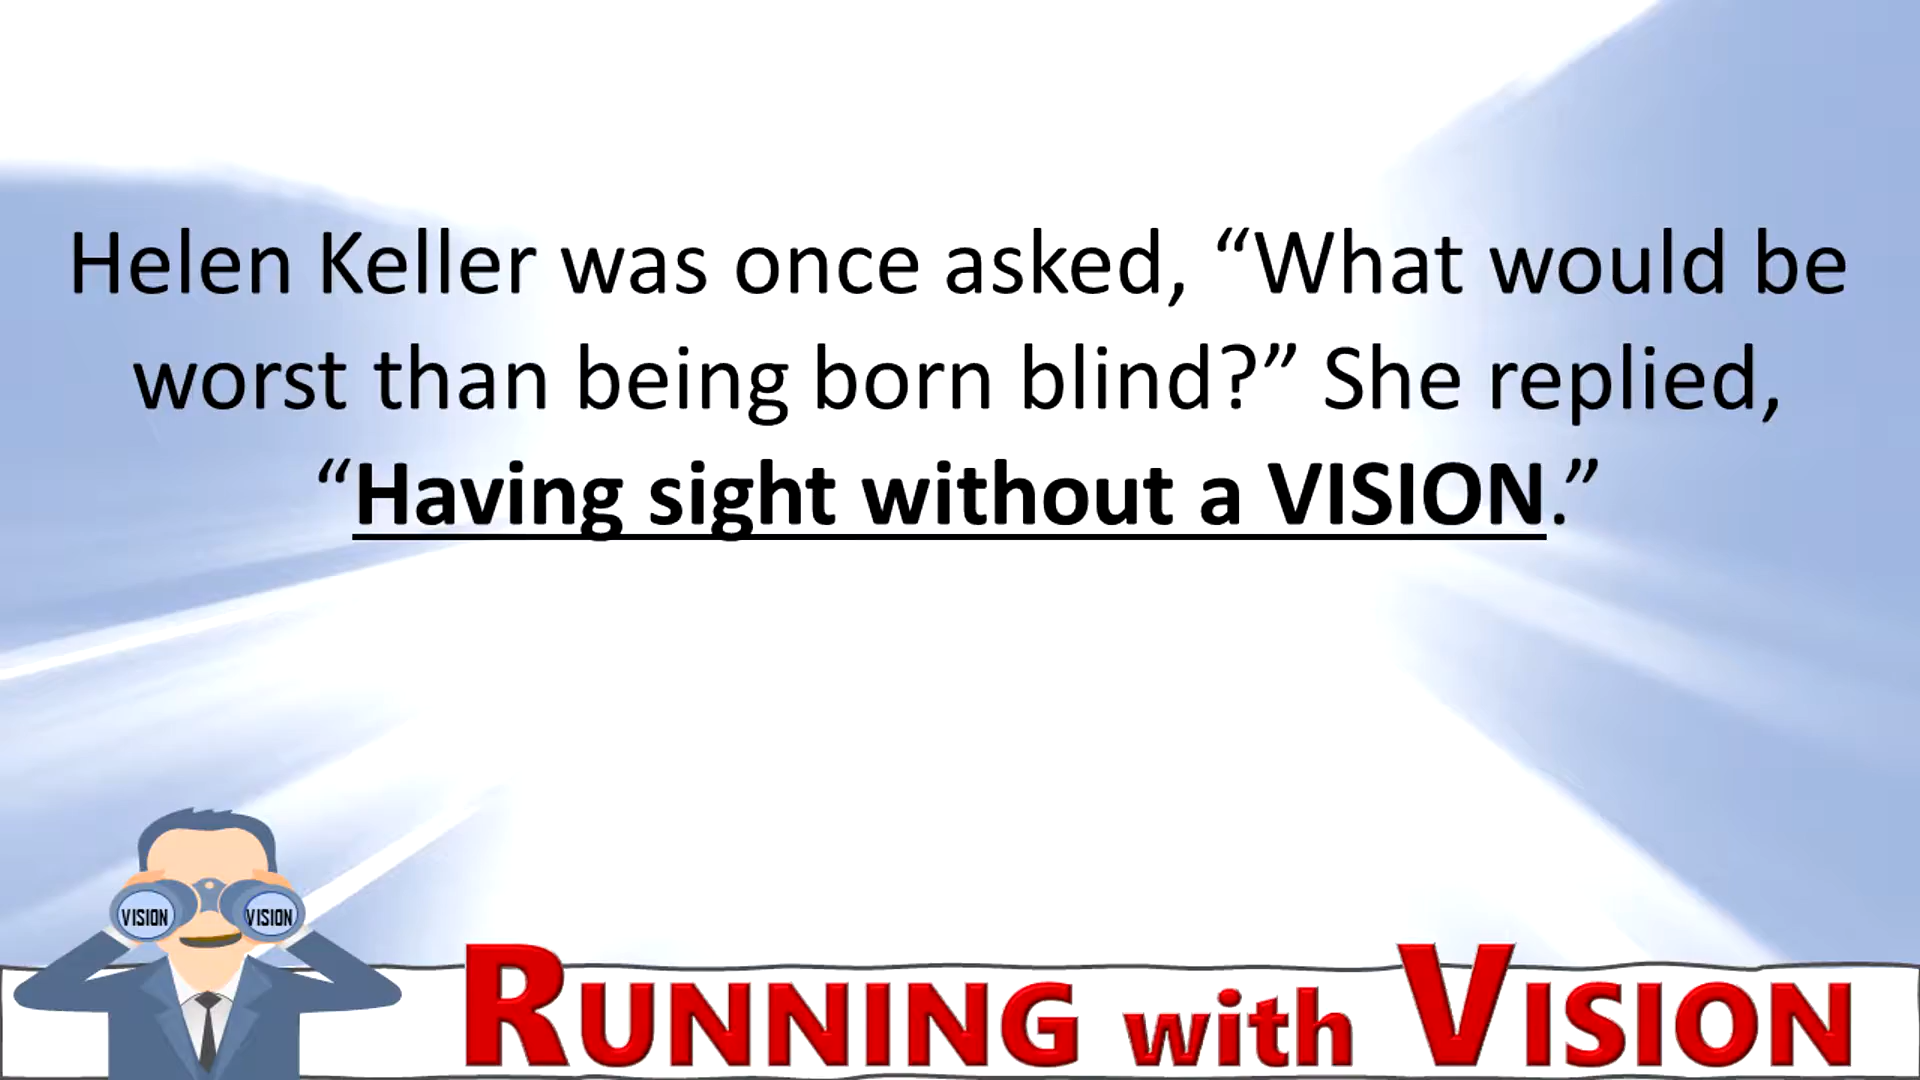 Helen Keller was once asked, “What would be
worst than being born blind?” She replied,
“Having sight without a VISION.”
VISION VISION
RUNNING with VISION